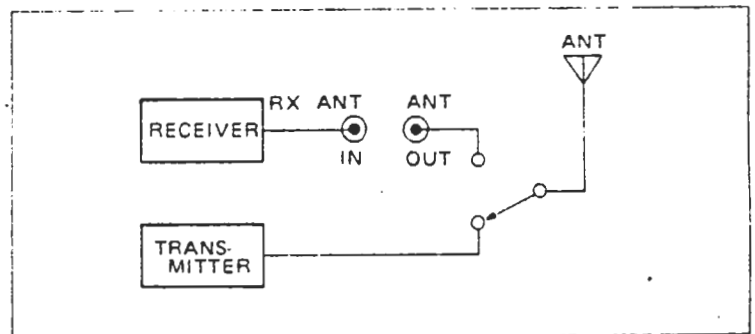 ANT
RX ANT
ANT
RECEIVER
IN
OUT
TRANS-
MITTER